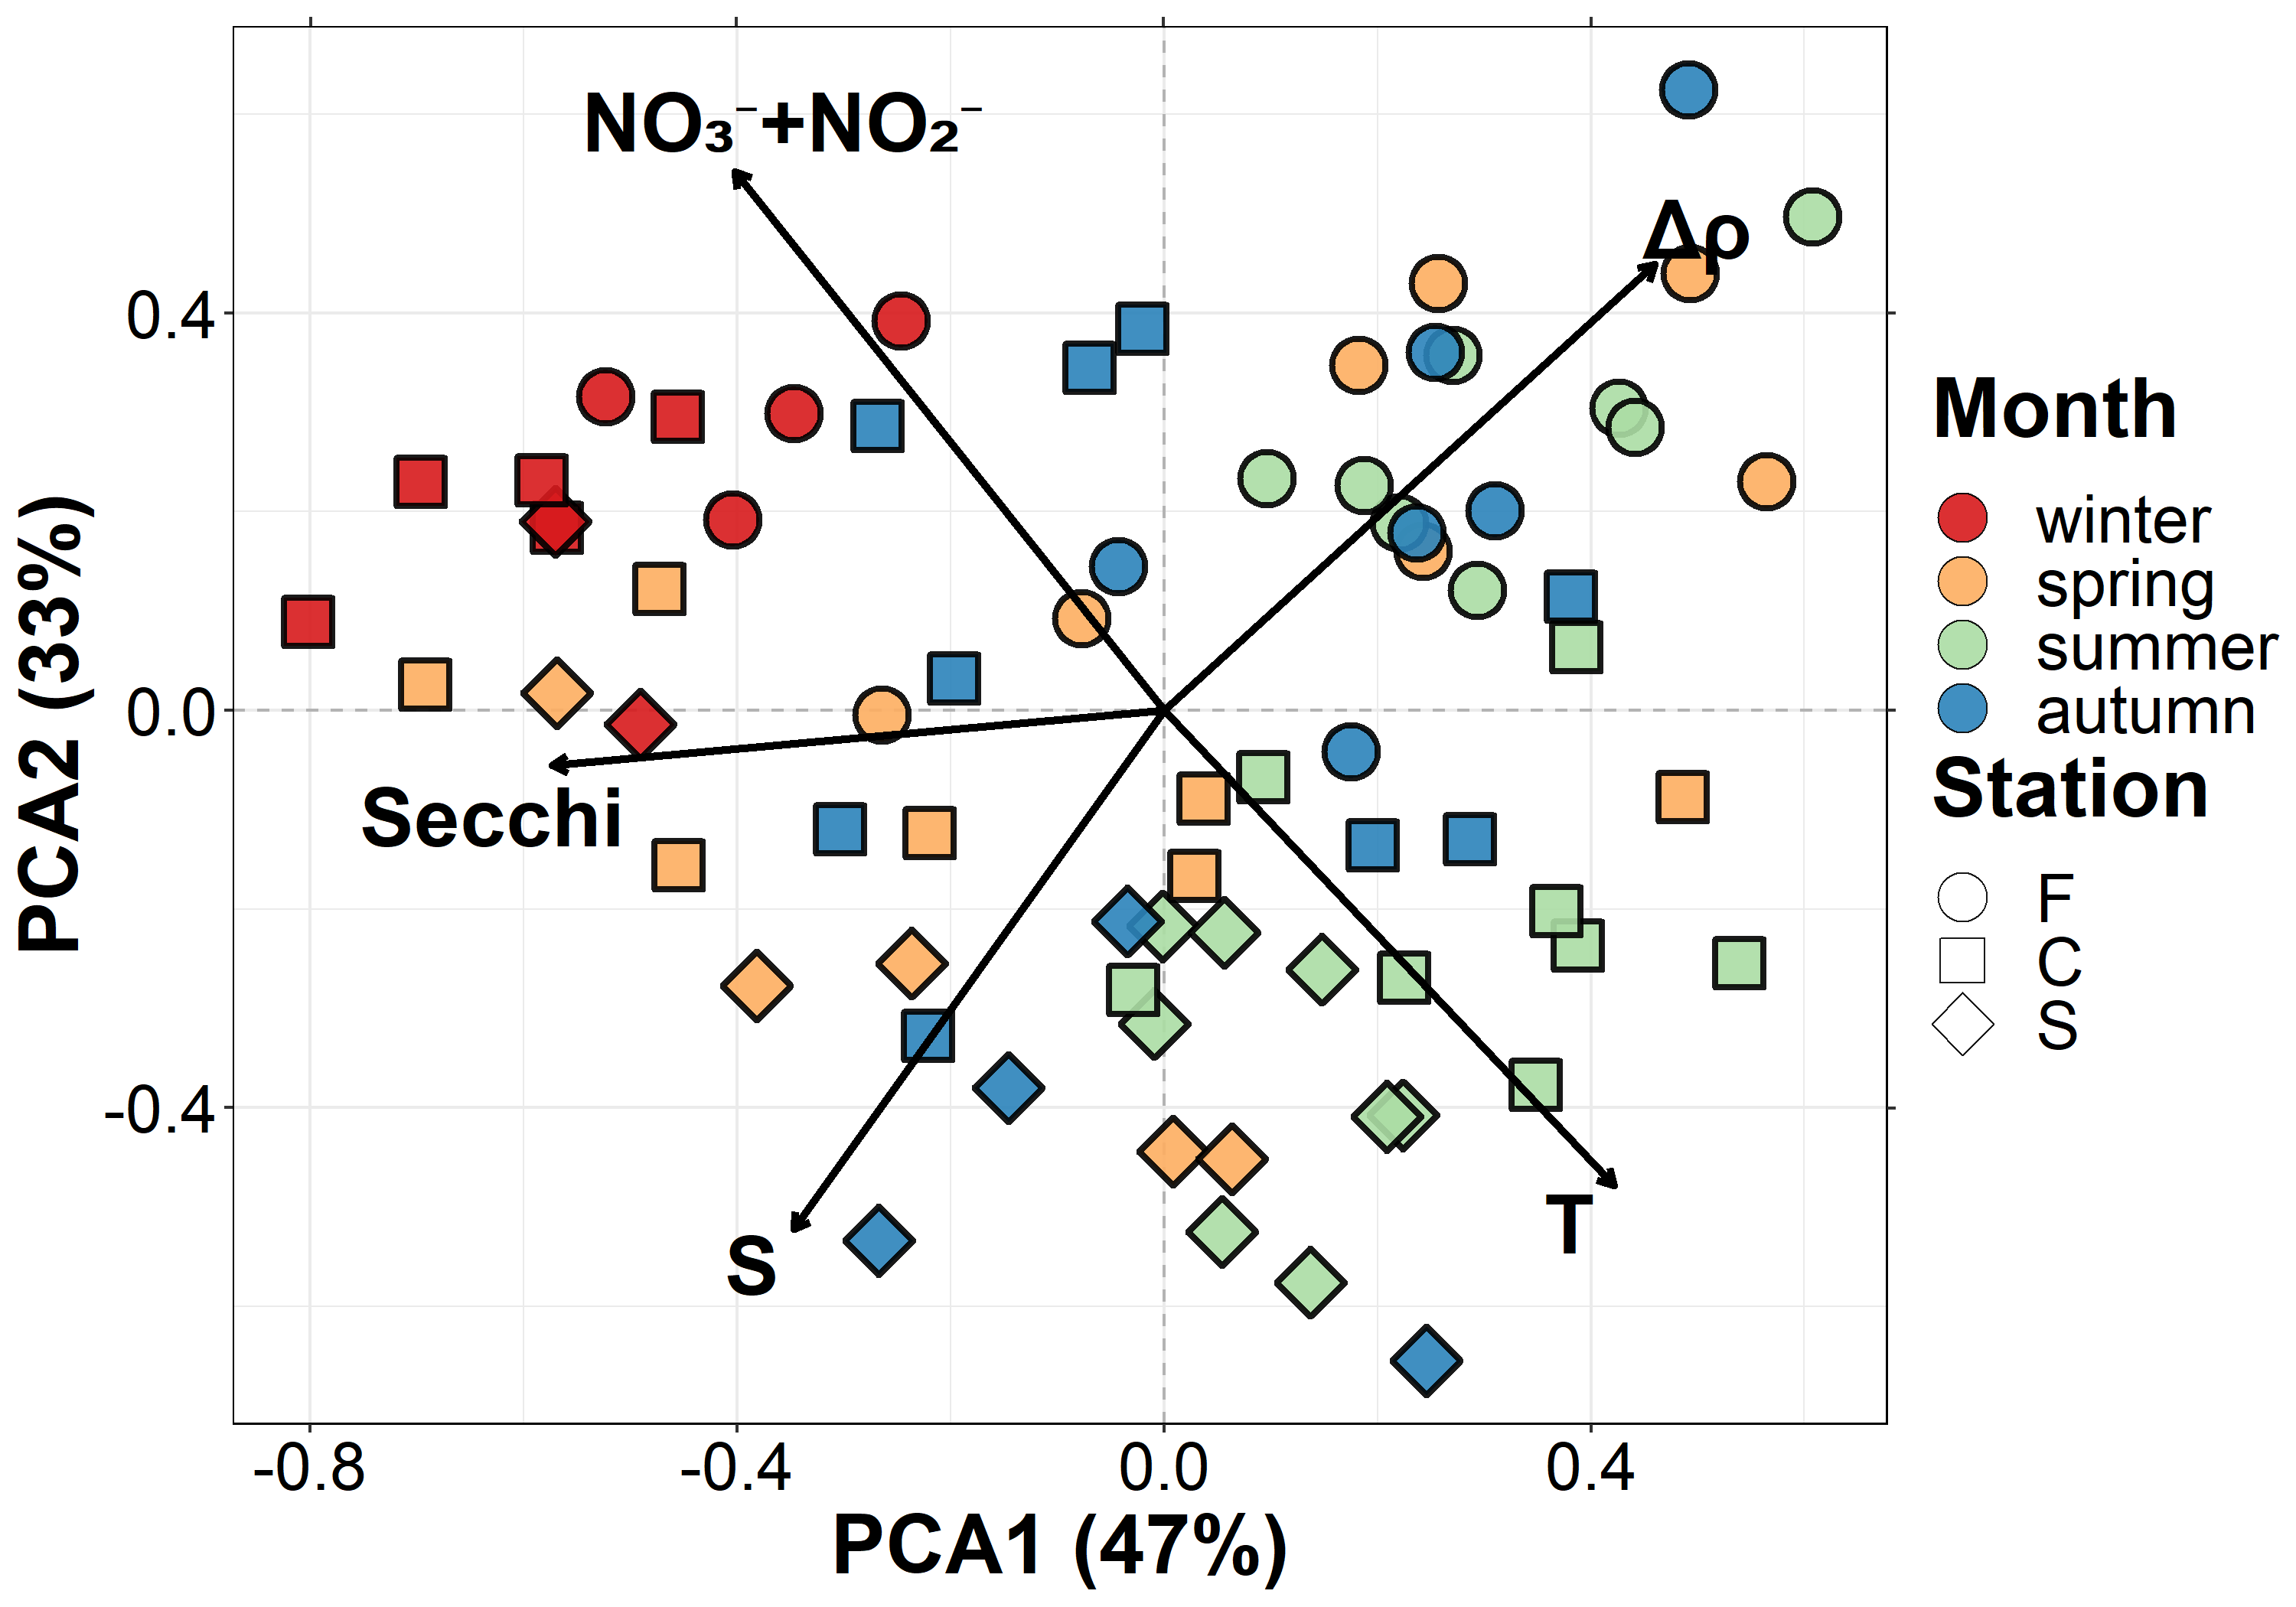 NO₃⁻+NO₂⁻
Δρ
Secchi
S
T
0.4
0.0
-0.4
PCA2 (33%)
-0.8
-0.4
0.0
0.4
PCA1 (47%)
Month
winter
spring
summer
autumn
Station
F
C
S